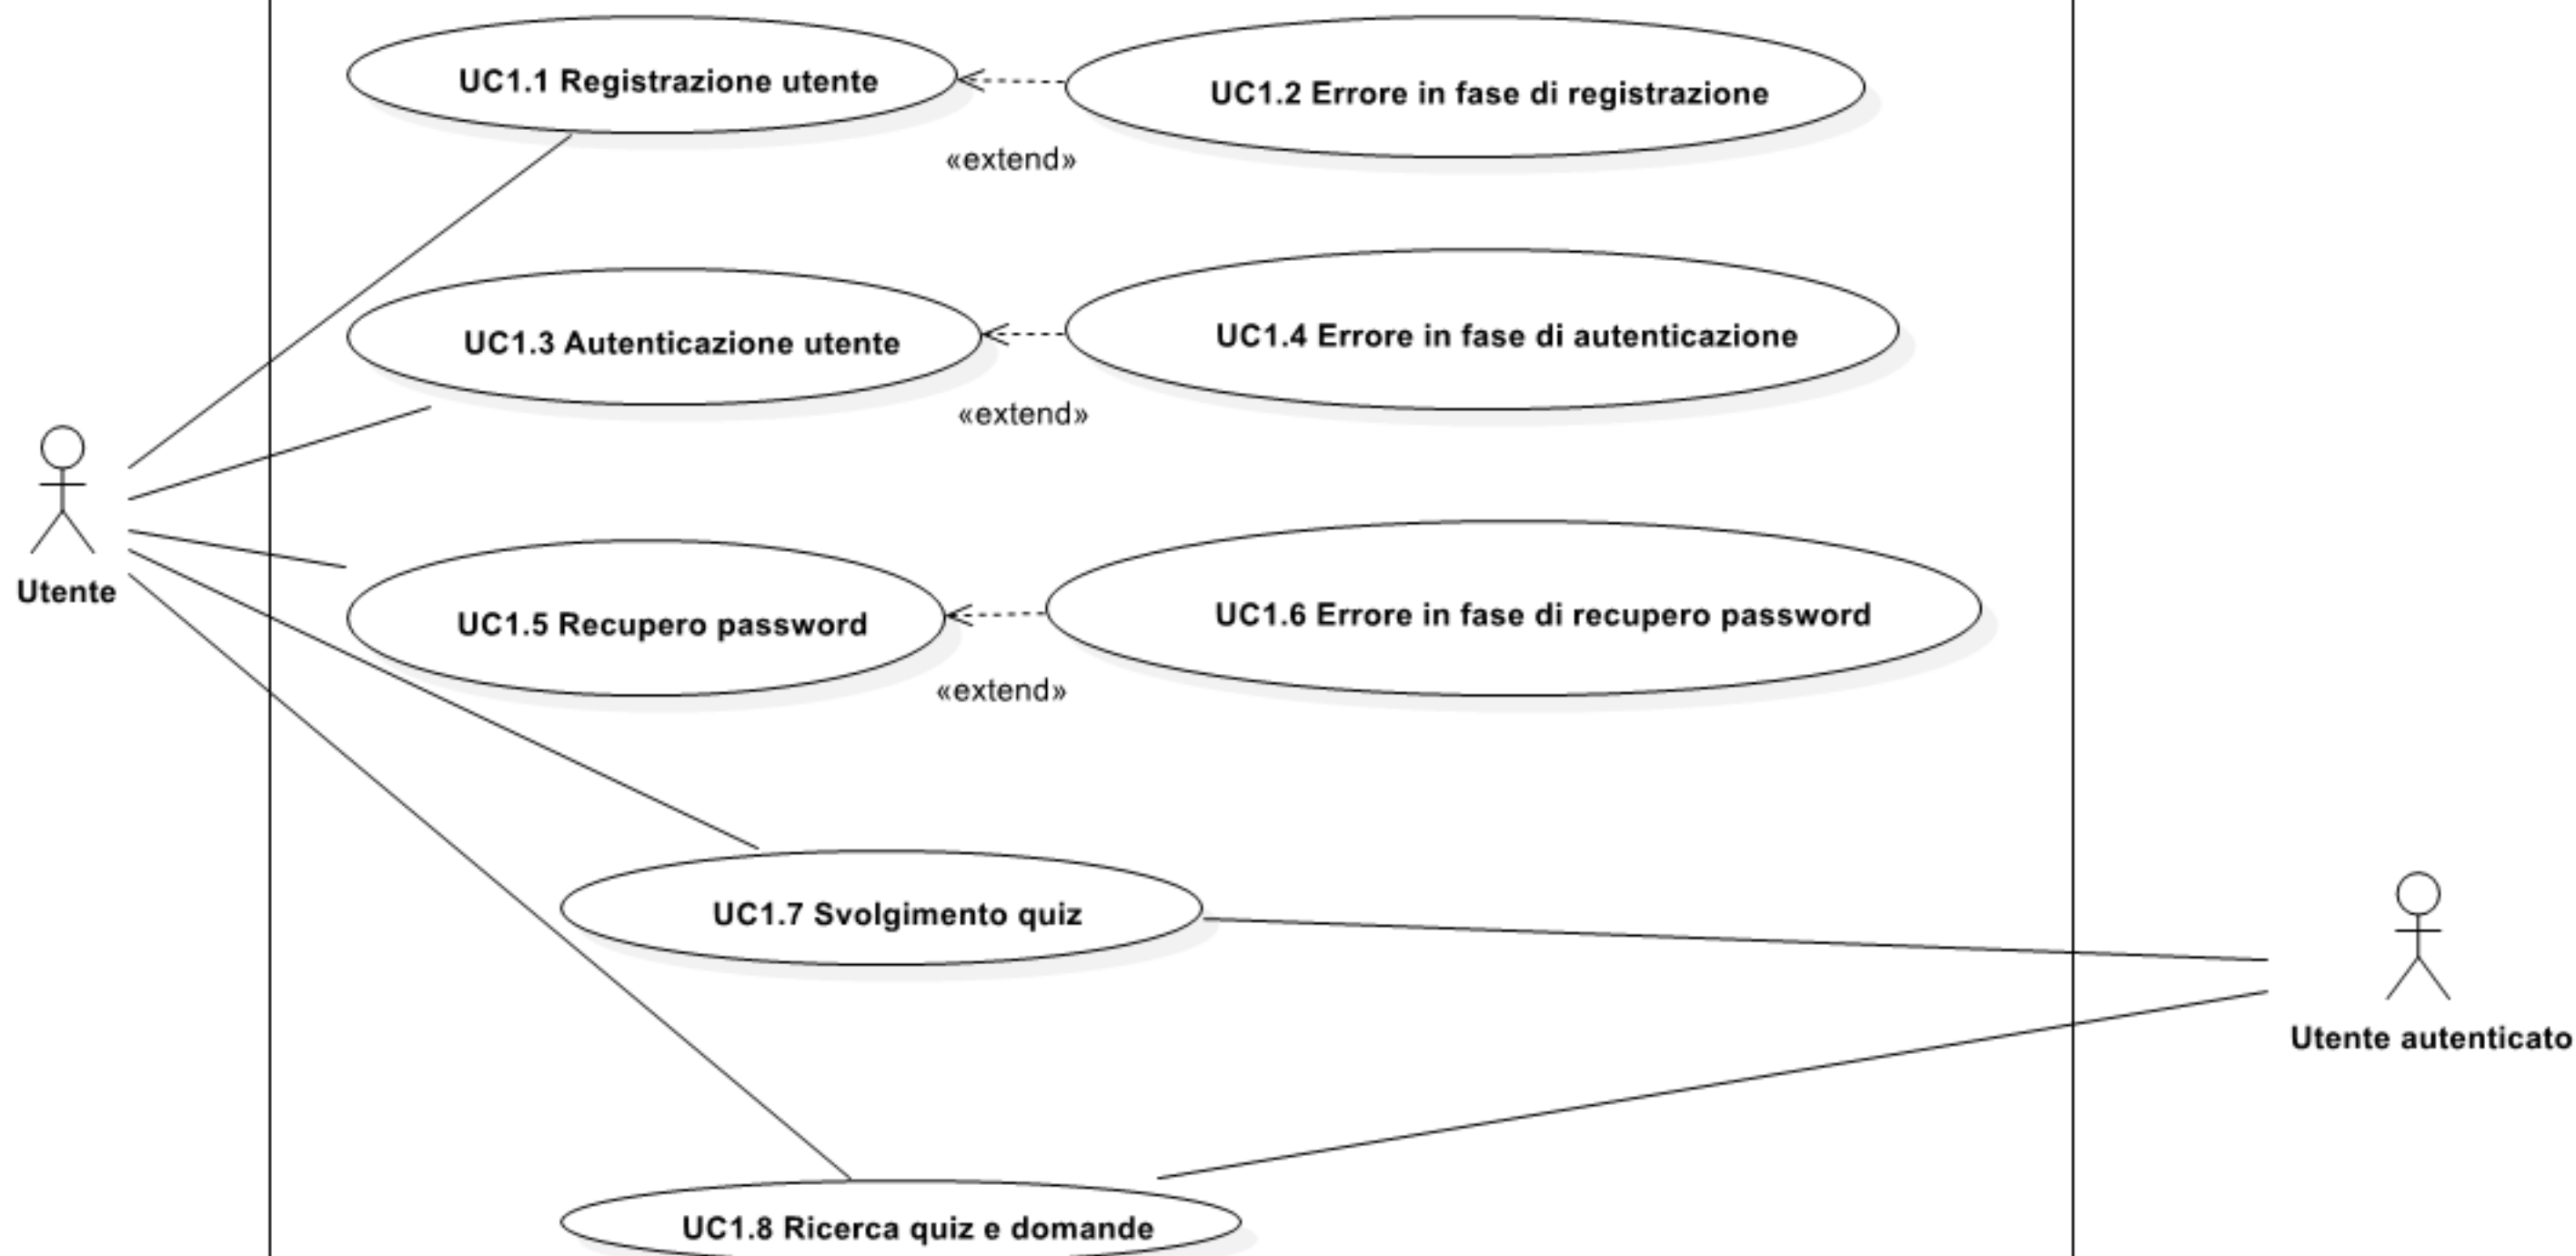 UC1.1 Registrazione utente
UC1.2 Errore in fase di registrazione
«extend»
UC1.3 Autenticazione utente
UC1.4 Errore in fase di autenticazione
«extend»
Utente
UC1.5 Recupero password
UC1.6 Errore in fase di recupero password
«extend»
UC1.7 Svolgimento quiz
Utente autenticato
UC1.8 Ricerca quiz e domande